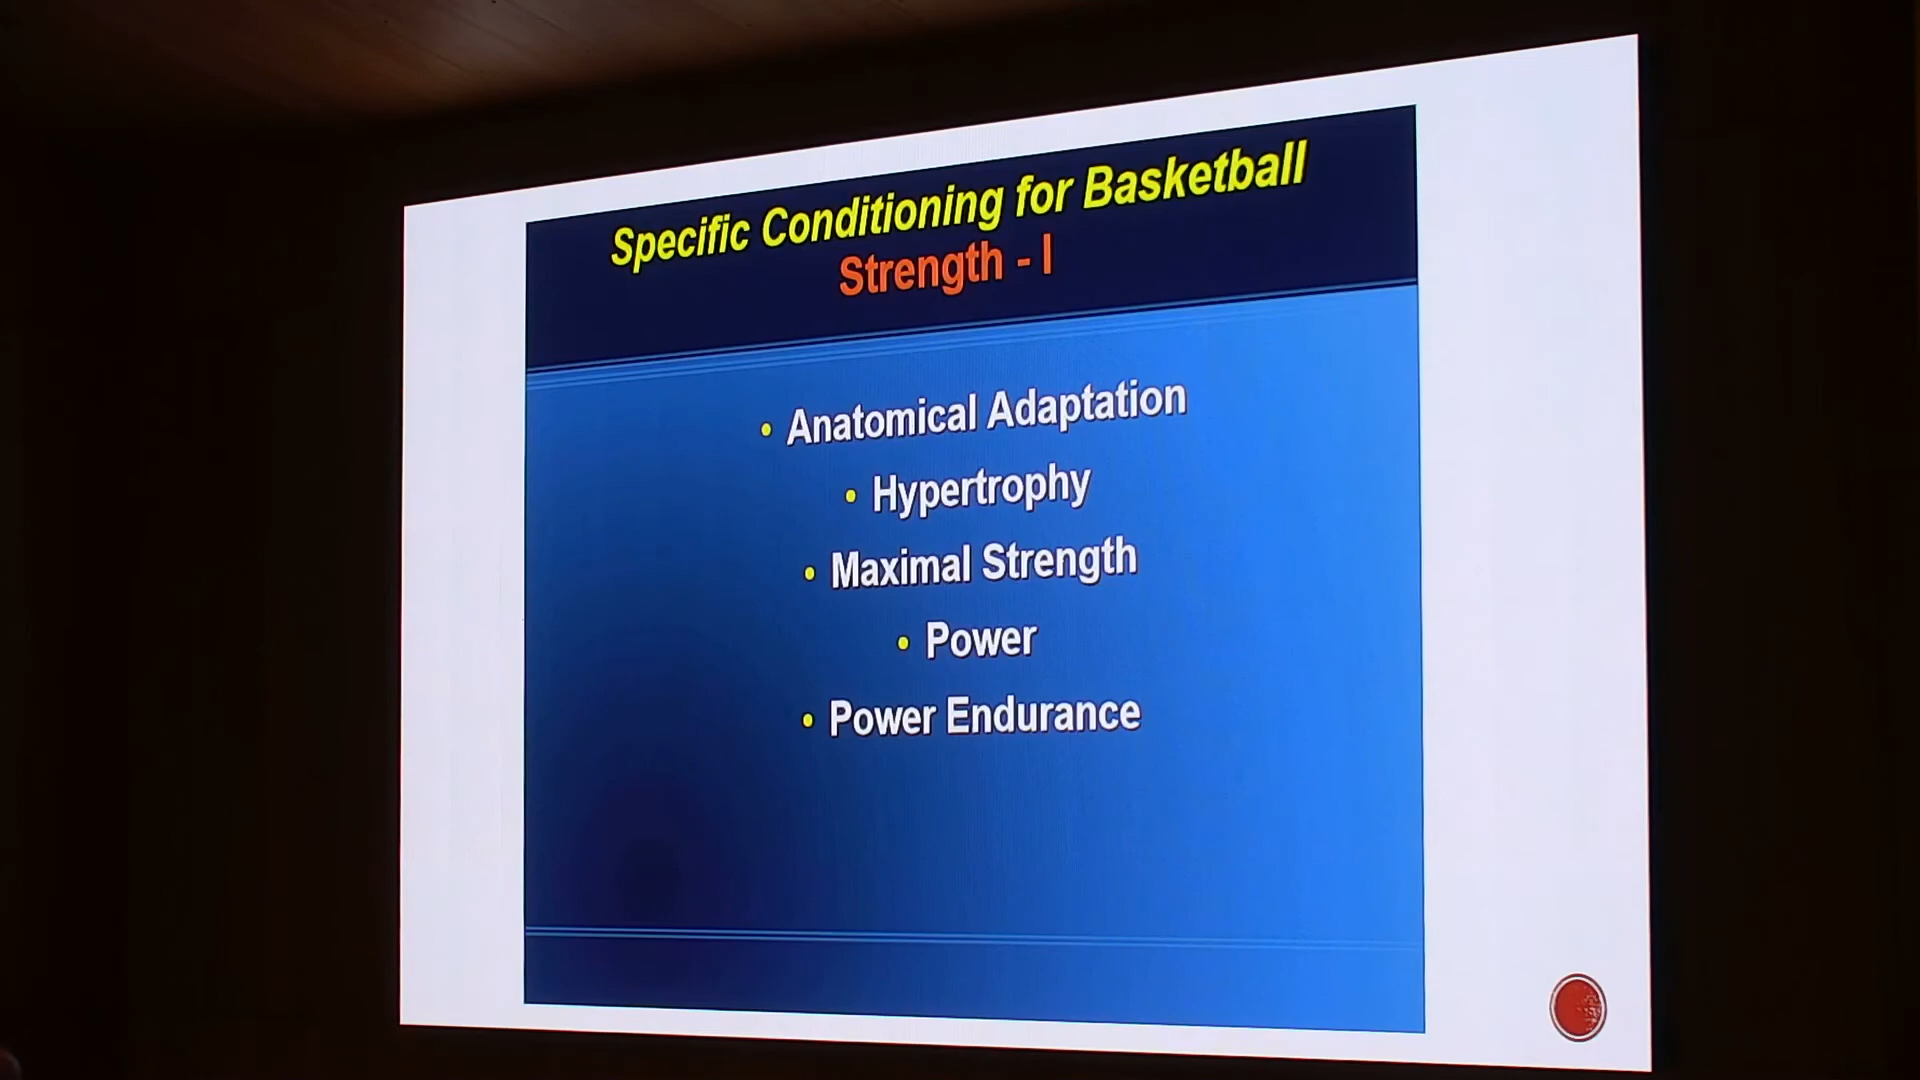 Specific Conditioning for Basketball
Strength - I
• Anatomical Adaptation
• Hypertrophy
• Maximal Strength
• Power
• Power Endurance